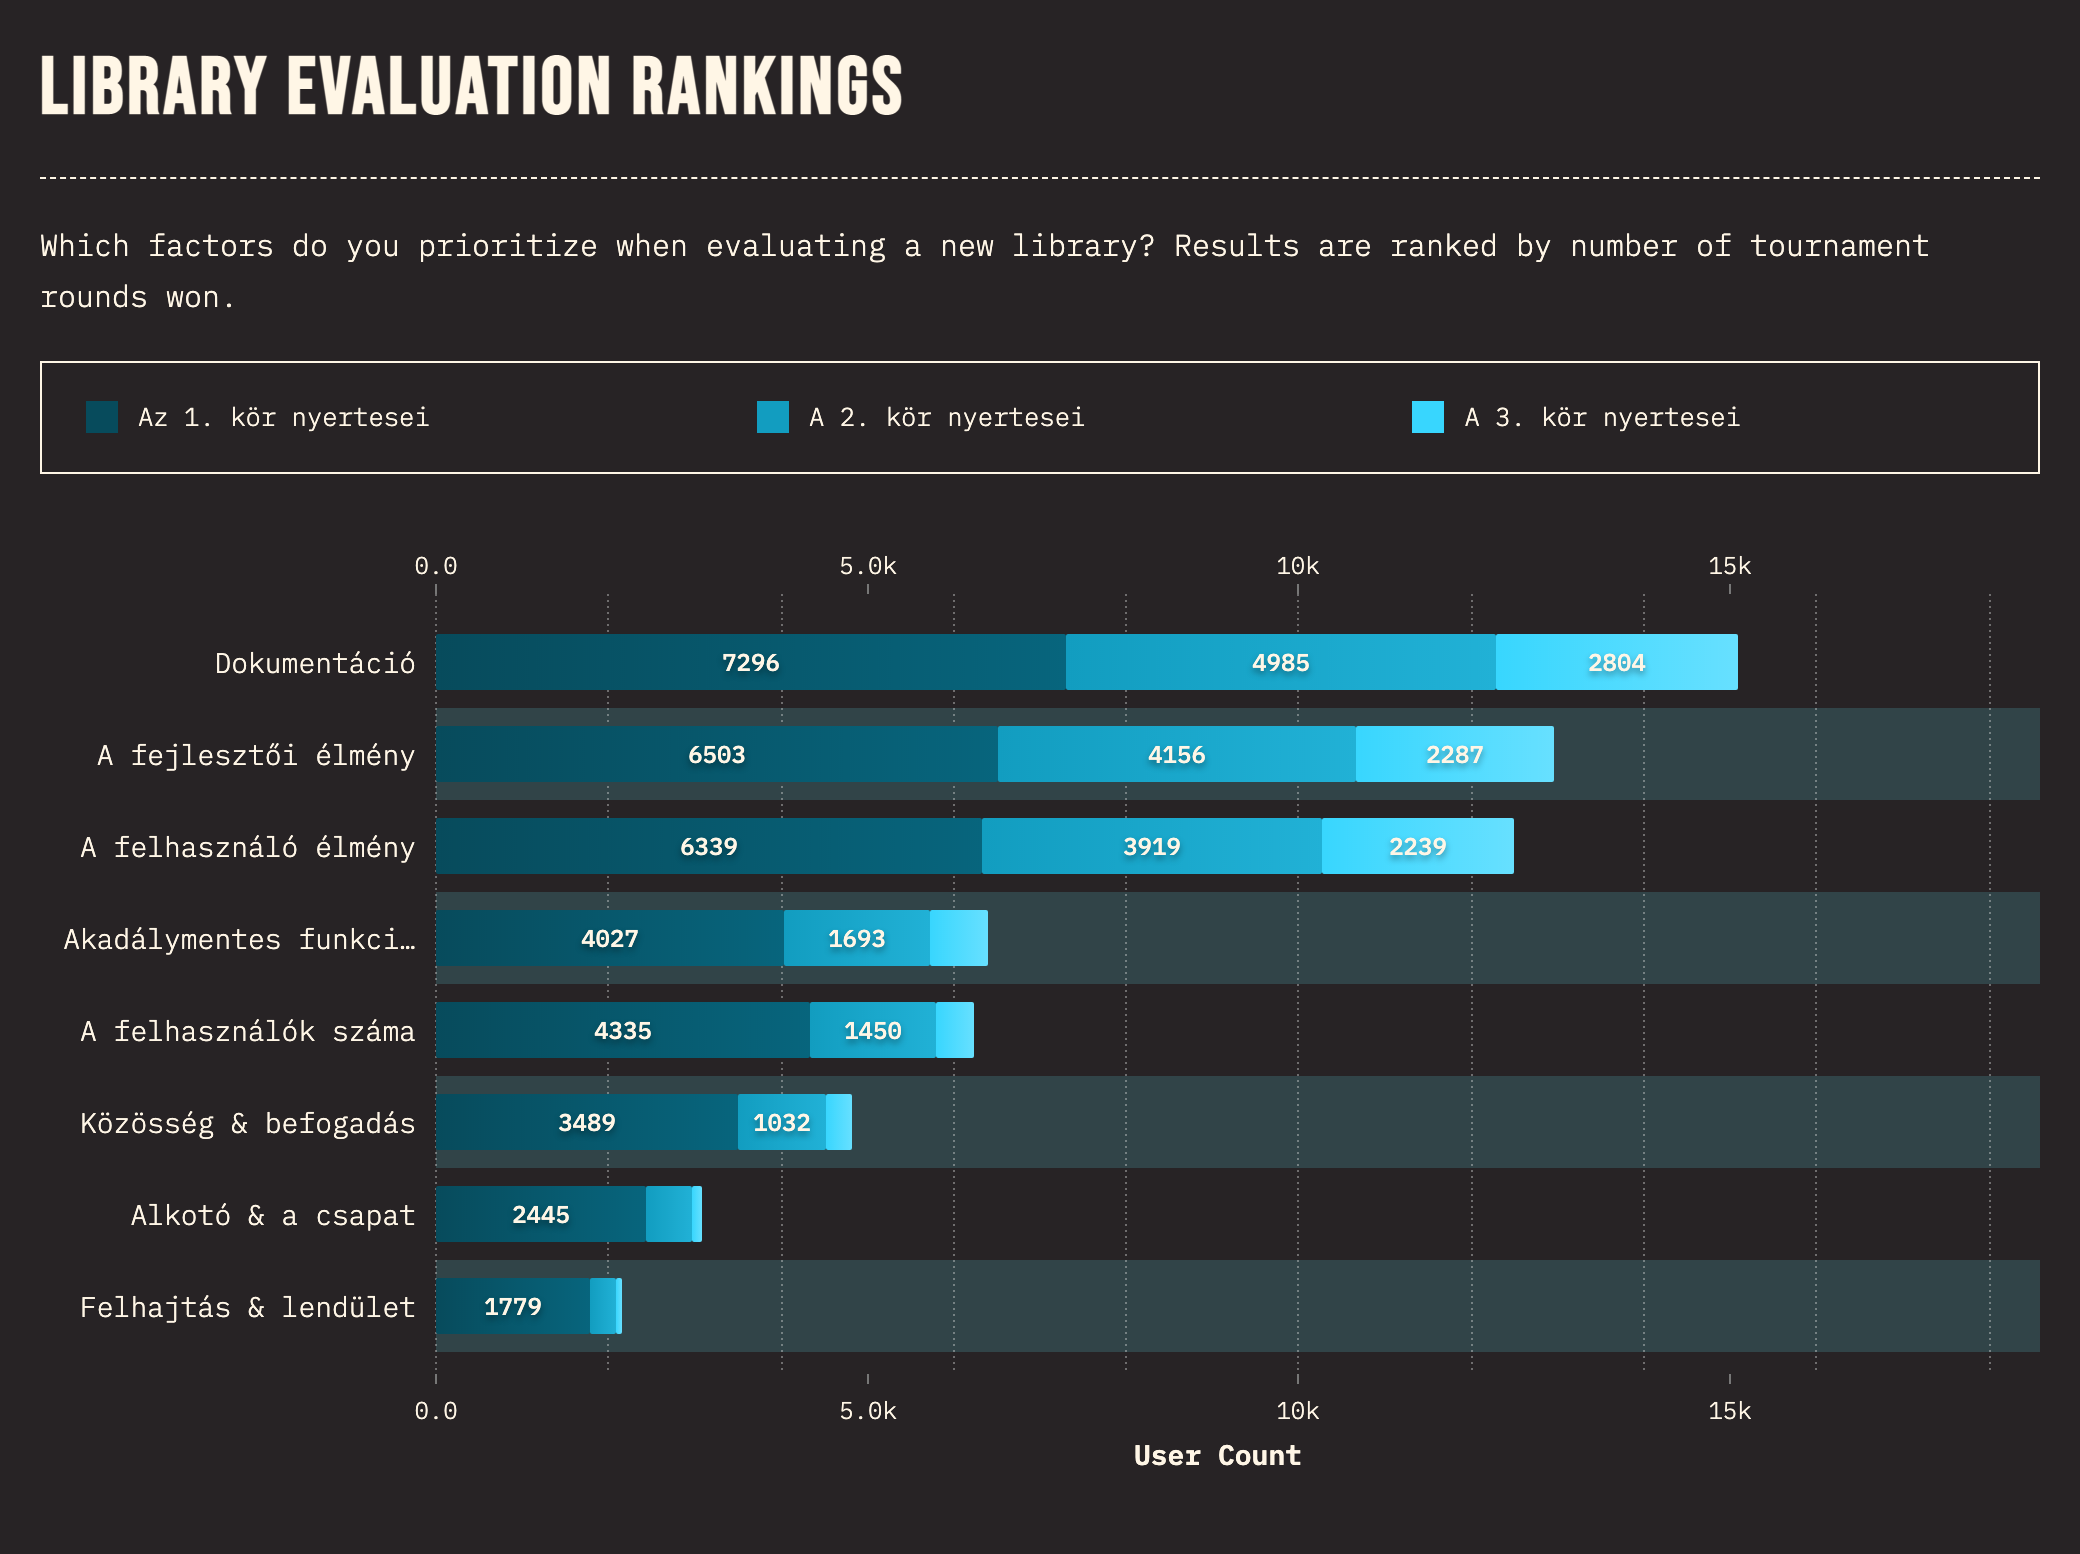 LIBRARY EVALUATION RANKINGS
Which factors do you prioritize when evaluating a new library? Results are ranked by number of tournament
rounds won.
Az 1. kör nyertesei
A 2. kör nyertesei
A 3. kör nyertesei
0.0 5.0k 10k 15k
Dokumentáció 7296 4985 2804
A fejlesztői élmény 6503 4156 2287
A felhasználó élmény 6339 3919 2239
Akadálymentes funkci… 4027 1693
A felhasználók száma 4335 1450
Közösség & befogadás 3489 1032
Alkotó & a csapat 2445
Felhajtás & lendület 1779
0.0 5.0k 10k 15k
User Count